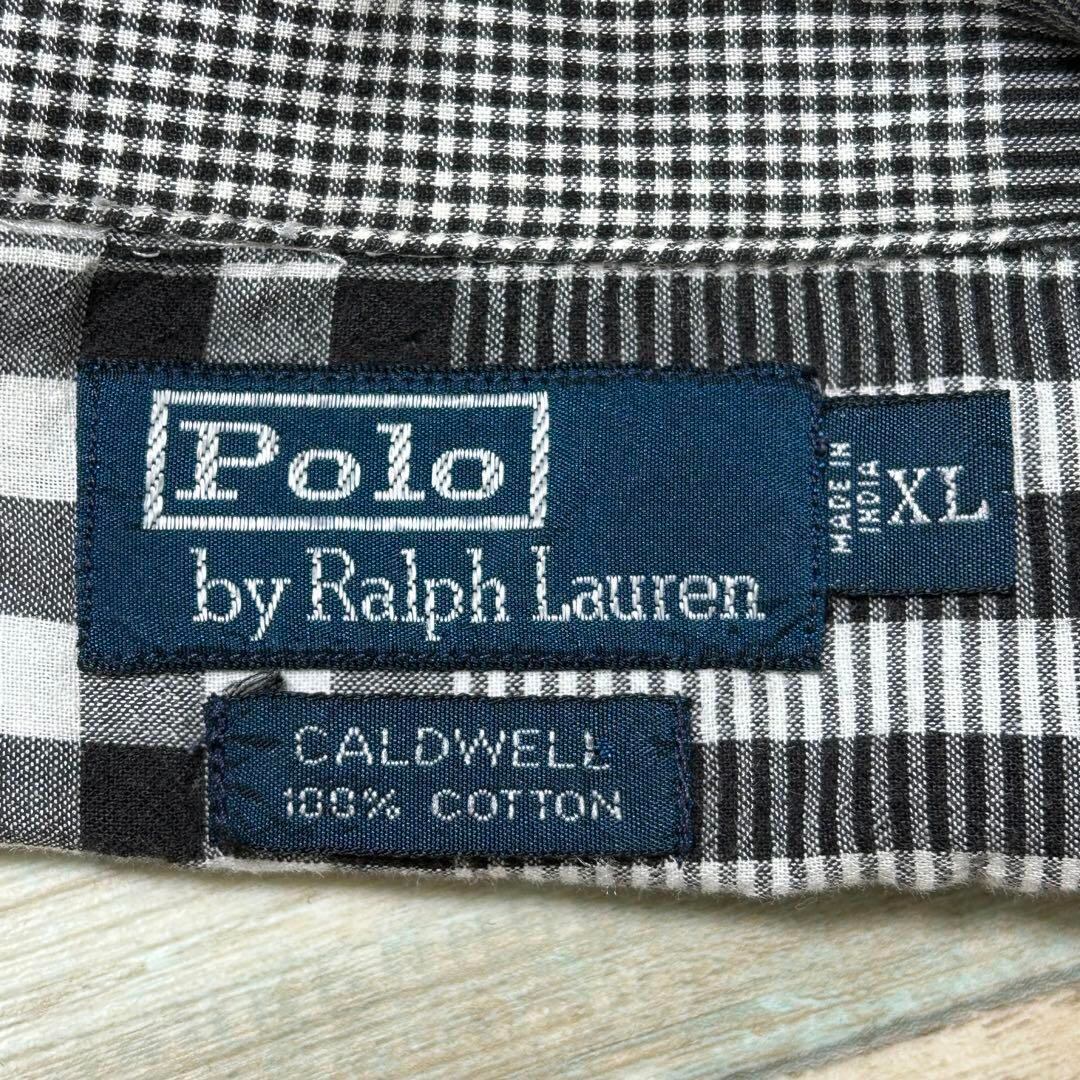 Polo
by Ralph Lauren
MADE IN
INDIA
XL
CALDWELL
100% COTTON